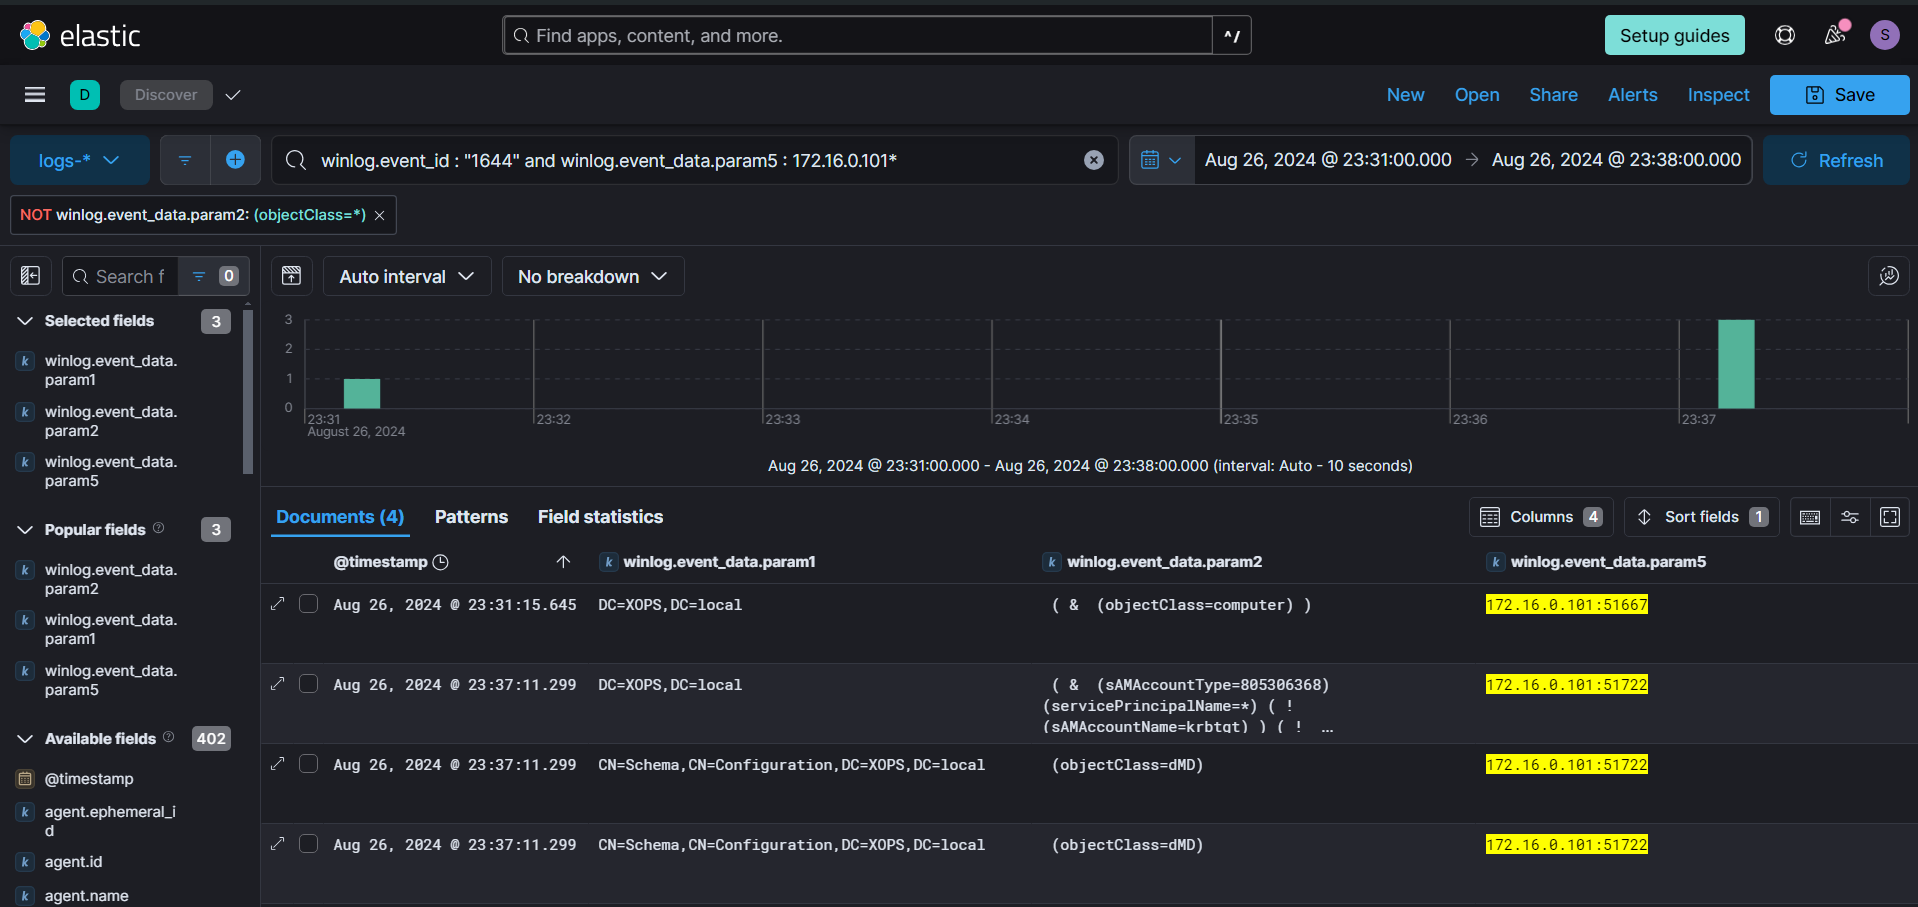 elastic
Find apps, content, and more.
^/
Setup guides
S
D
Discover
New
Open
Share
Alerts
Inspect
Save
logs-*
winlog.event_id : "1644" and winlog.event_data.param5 : 172.16.0.101*
Aug 26, 2024 @ 23:31:00.000 → Aug 26, 2024 @ 23:38:00.000
Refresh
NOT winlog.event_data.param2: (objectClass=*)
Search f
0
Selected fields
3
k winlog.event_data.
param1
k winlog.event_data.
param2
k winlog.event_data.
param5
Popular fields
3
k winlog.event_data.
param2
k winlog.event_data.
param1
k winlog.event_data.
param5
Available fields
402
@timestamp
k agent.ephemeral_i
d
k agent.id
k agent.name
Auto interval
No breakdown
3
2
1
0
23:31
August 26, 2024
23:32
23:33
23:34
23:35
23:36
23:37
Aug 26, 2024 @ 23:31:00.000 - Aug 26, 2024 @ 23:38:00.000 (interval: Auto - 10 seconds)
Documents (4)
Patterns
Field statistics
Columns 4
Sort fields 1
@timestamp
k winlog.event_data.param1
k winlog.event_data.param2
k winlog.event_data.param5
Aug 26, 2024 @ 23:31:15.645
DC=XOPS,DC=local
( & (objectClass=computer) )
172.16.0.101:51667
Aug 26, 2024 @ 23:37:11.299
DC=XOPS,DC=local
( & (sAMAccountType=805306368)
(servicePrincipalName=*) ( !
(sAMAccountName=krbtgt) ) ( ! …
172.16.0.101:51722
Aug 26, 2024 @ 23:37:11.299
CN=Schema,CN=Configuration,DC=XOPS,DC=local
(objectClass=dMD)
172.16.0.101:51722
Aug 26, 2024 @ 23:37:11.299
CN=Schema,CN=Configuration,DC=XOPS,DC=local
(objectClass=dMD)
172.16.0.101:51722